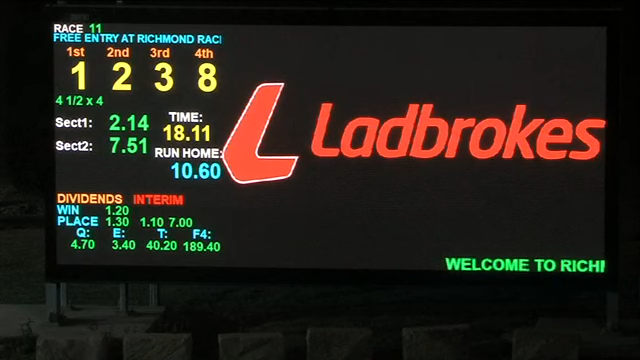 RACE 11
FREE ENTRY AT RICHMOND RACI
1st 2nd 3rd 4th
1 2 3 8
4 1/2 x 4
Sect1: 2.14 TIME:
18.11
Sect2: 7.51 RUN HOME:
10.60
Ladbrokes
DIVIDENDS INTERIM
WIN 1.20
PLACE 1.30 1.10 7.00
Q: E: T: F4:
4.70 3.40 40.20 189.40
WELCOME TO RICHI